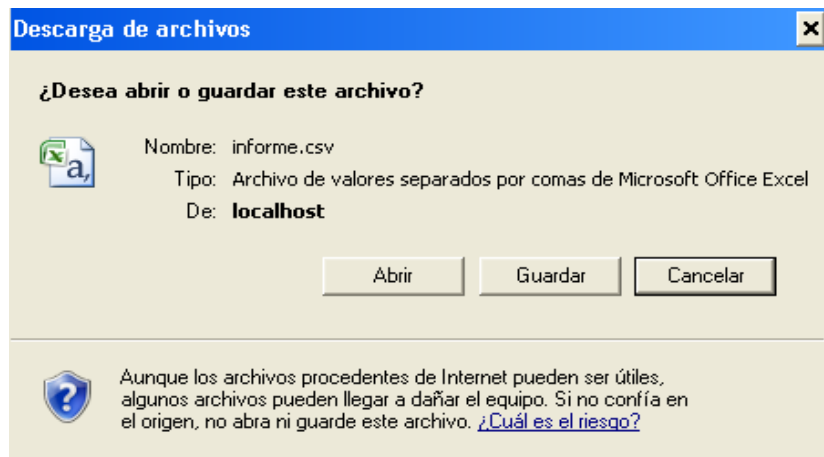 Descarga de archivos
¿Desea abrir o guardar este archivo?
Nombre: informe.csv
Tipo: Archivo de valores separados por comas de Microsoft Office Excel
De: localhost
Abrir Guardar Cancelar
Aunque los archivos procedentes de Internet pueden ser útiles,
algunos archivos pueden llegar a dañar el equipo. Si no confía en
el origen, no abra ni guarde este archivo. ¿Cuál es el riesgo?